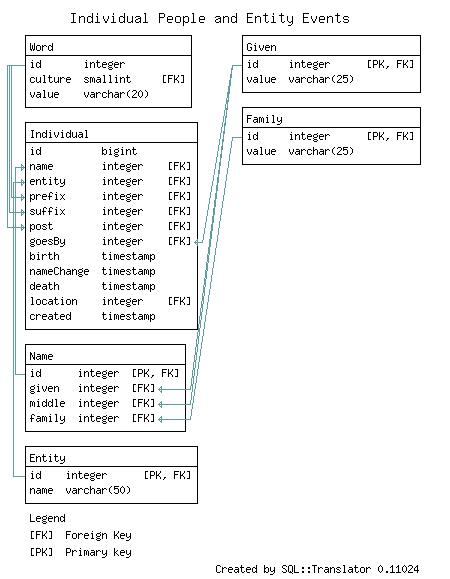 Individual People and Entity Events
Word
id integer
culture smallint [FK]
value varchar(20)
Individual
id bigint
name integer [FK]
entity integer [FK]
prefix integer [FK]
suffix integer [FK]
post integer [FK]
goesBy integer [FK]
birth timestamp
nameChange timestamp
death timestamp
location integer [FK]
created timestamp
Name
id integer [PK, FK]
given integer [FK]
middle integer [FK]
family integer [FK]
Entity
id integer [PK, FK]
name varchar(50)
Given
id integer [PK, FK]
value varchar(25)
Family
id integer [PK, FK]
value varchar(25)
Legend
[FK] Foreign Key
[PK] Primary key
Created by SQL::Translator 0.11024